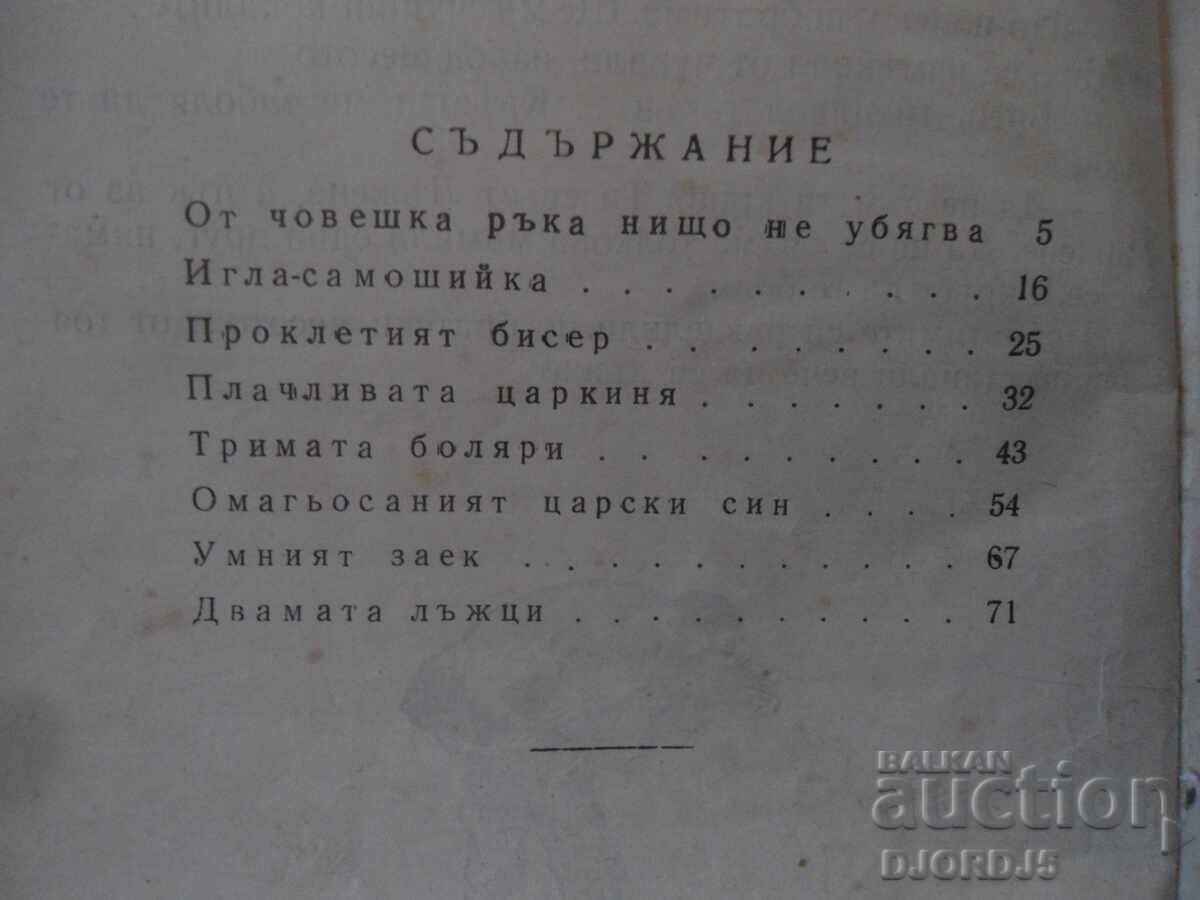 СЪДЪРЖАНИЕ
От човешка ръка нищо не убягва 5
Игла-самошийка . . . . . . . . . . . 16
Проклетият бисер . . . . . . . . 25
Плачливата царкиня . . . . . . . 32
Тримата боляри . . . . . . . . . 43
Омагьосаният царски син . . . . 54
Умният заек . . . . . . . . . . . . 67
Двамата лъжци . . . . . . . . . . 71
BALKAN
auction
DJORDJ5